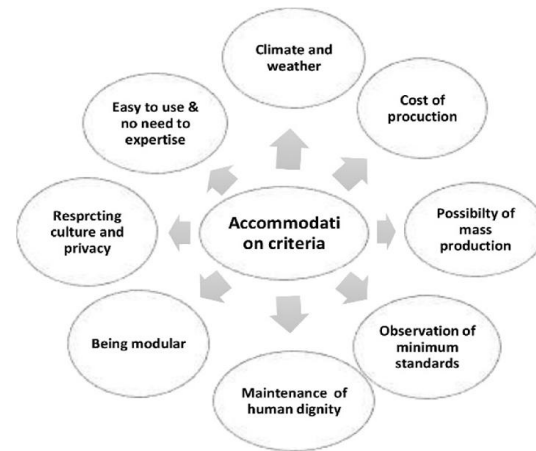 Climate and
weather
Cost of
procuction
Possibilty of
mass
production
Observation of
minimum
standards
Maintenance of
human dignity
Being modular
Resprcting
culture and
privacy
Easy to use &
no need to
expertise
Accommodati
on criteria